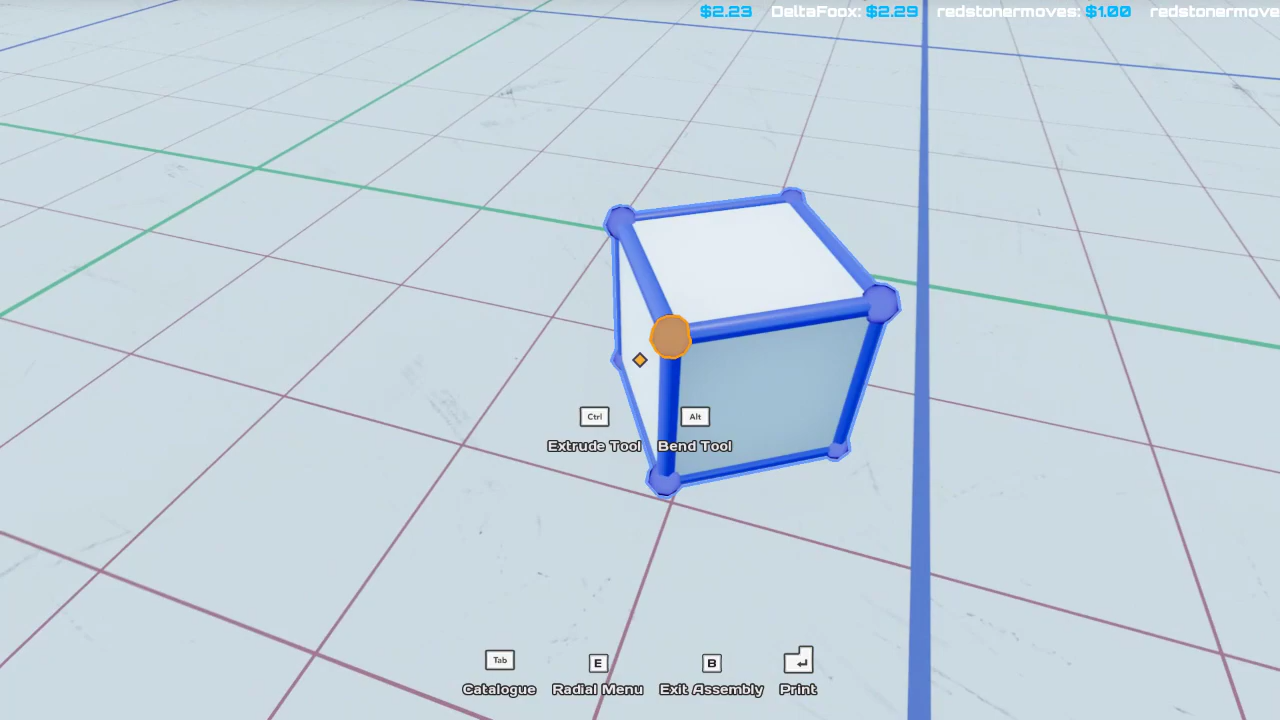 $2.23 DeltaFoox: $2.29 redstonermoves: $1.00 redstonermove
Ctrl Alt
Extrude Tool Bend Tool
Tab E B
Catalogue Radial Menu Exit Assembly Print